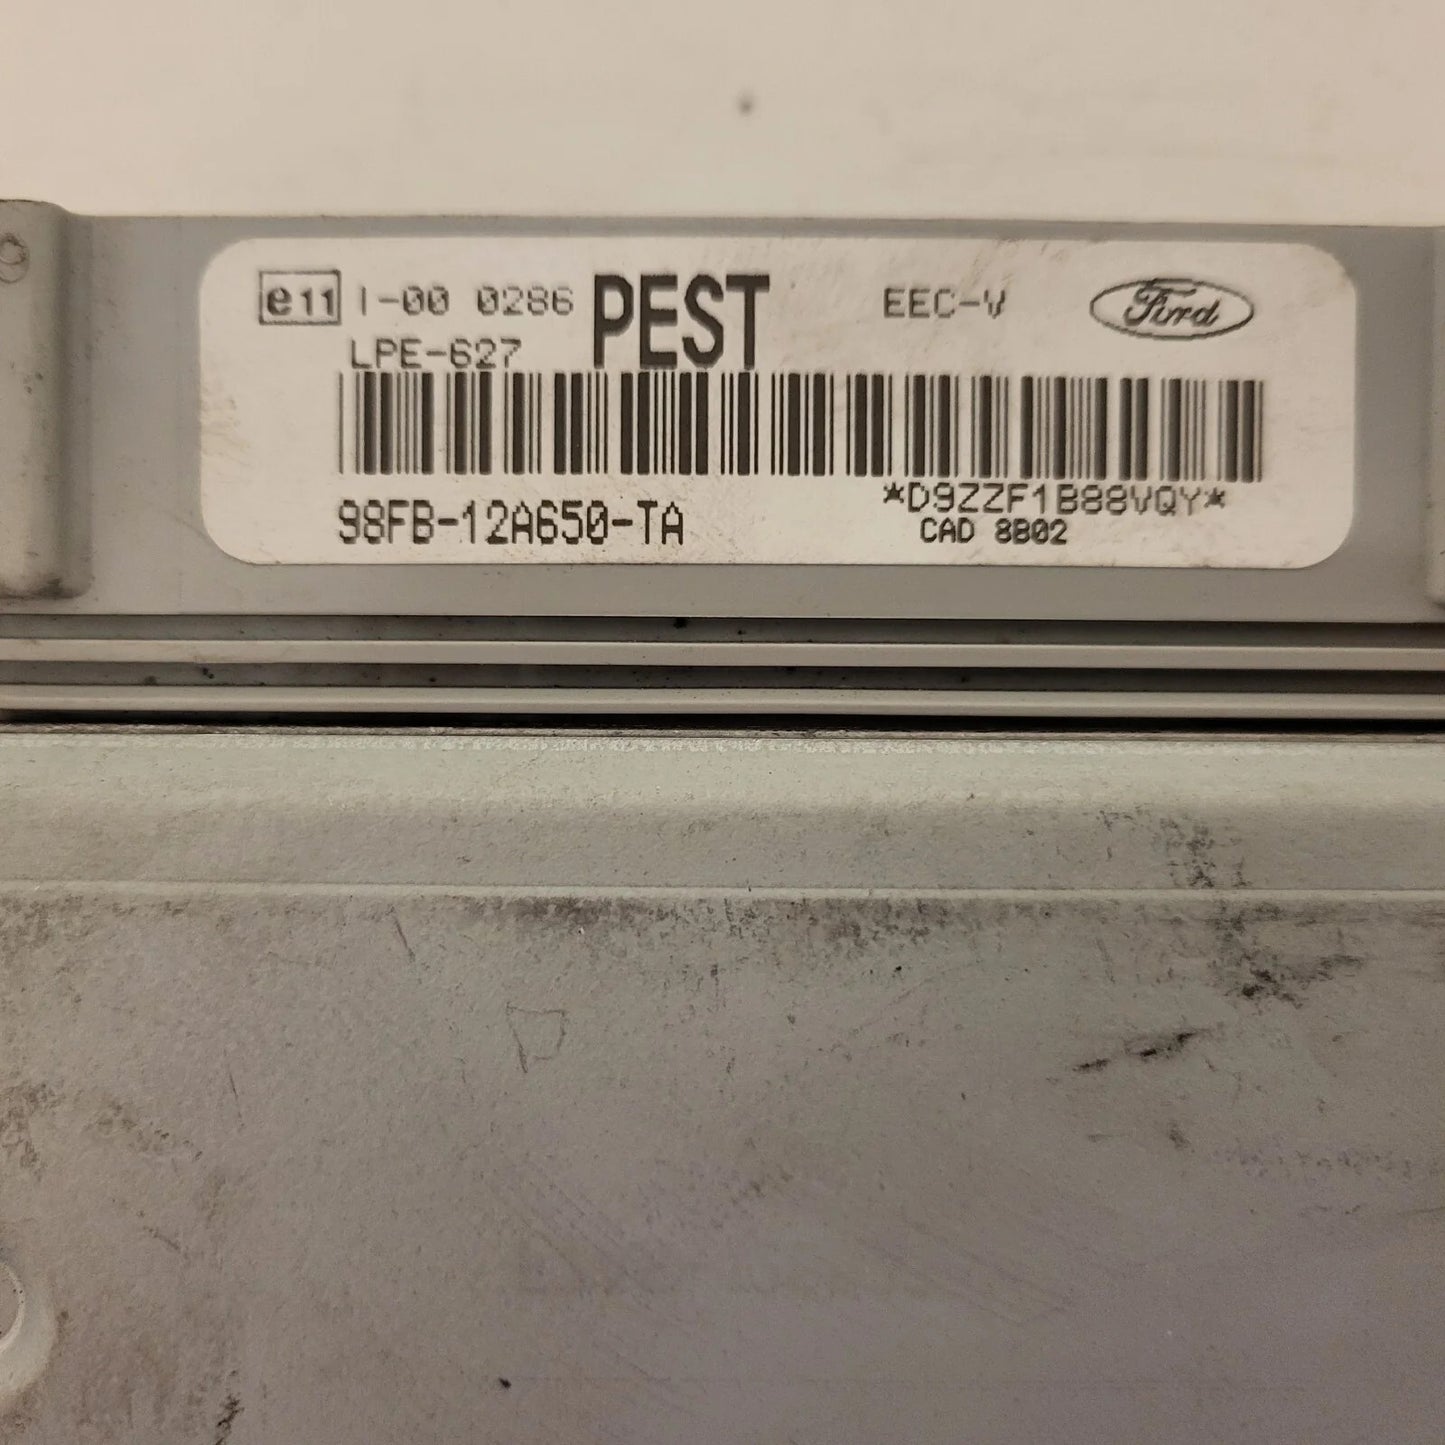 e11 I-00 0286 PEST EEC-V Ford
LPE-627
98FB-12A650-TA *D9ZZF1B88VQY*
CAD 8B02